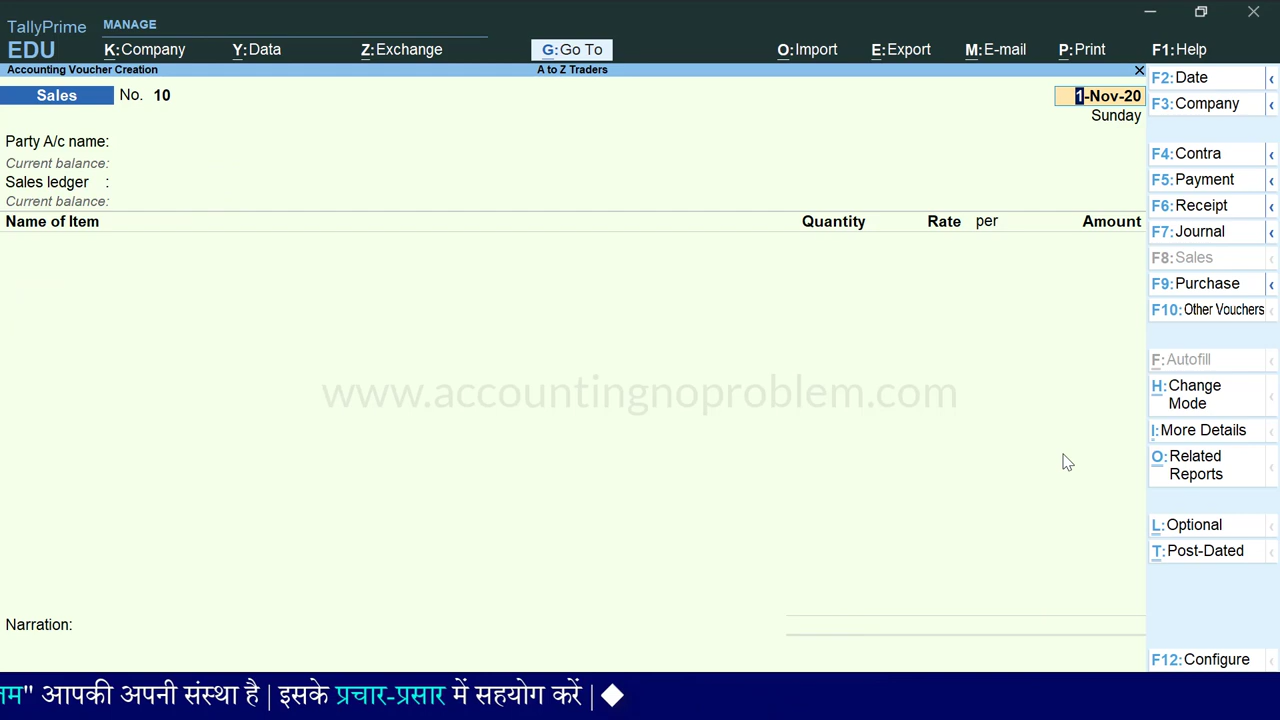 TallyPrime
EDU
MANAGE
K:Company Y:Data Z:Exchange G:Go To O:Import E:Export M:E-mail P:Print F1:Help
Accounting Voucher Creation A to Z Traders
Sales No. 10 1-Nov-20
Sunday
Party A/c name:
Current balance:
Sales ledger :
Current balance:
Name of Item Quantity Rate per Amount
www.accountingnoproblem.com
Narration:
F2:Date
F3:Company
F4:Contra
F5:Payment
F6:Receipt
F7:Journal
F8:Sales
F9:Purchase
F10:Other Vouchers
F:Autofill
H:Change
Mode
I:More Details
O:Related
Reports
L:Optional
T:Post-Dated
F12:Configure
" आपकी अपनी संस्था है | इसके प्रचार-प्रसार में सहयोग करें |